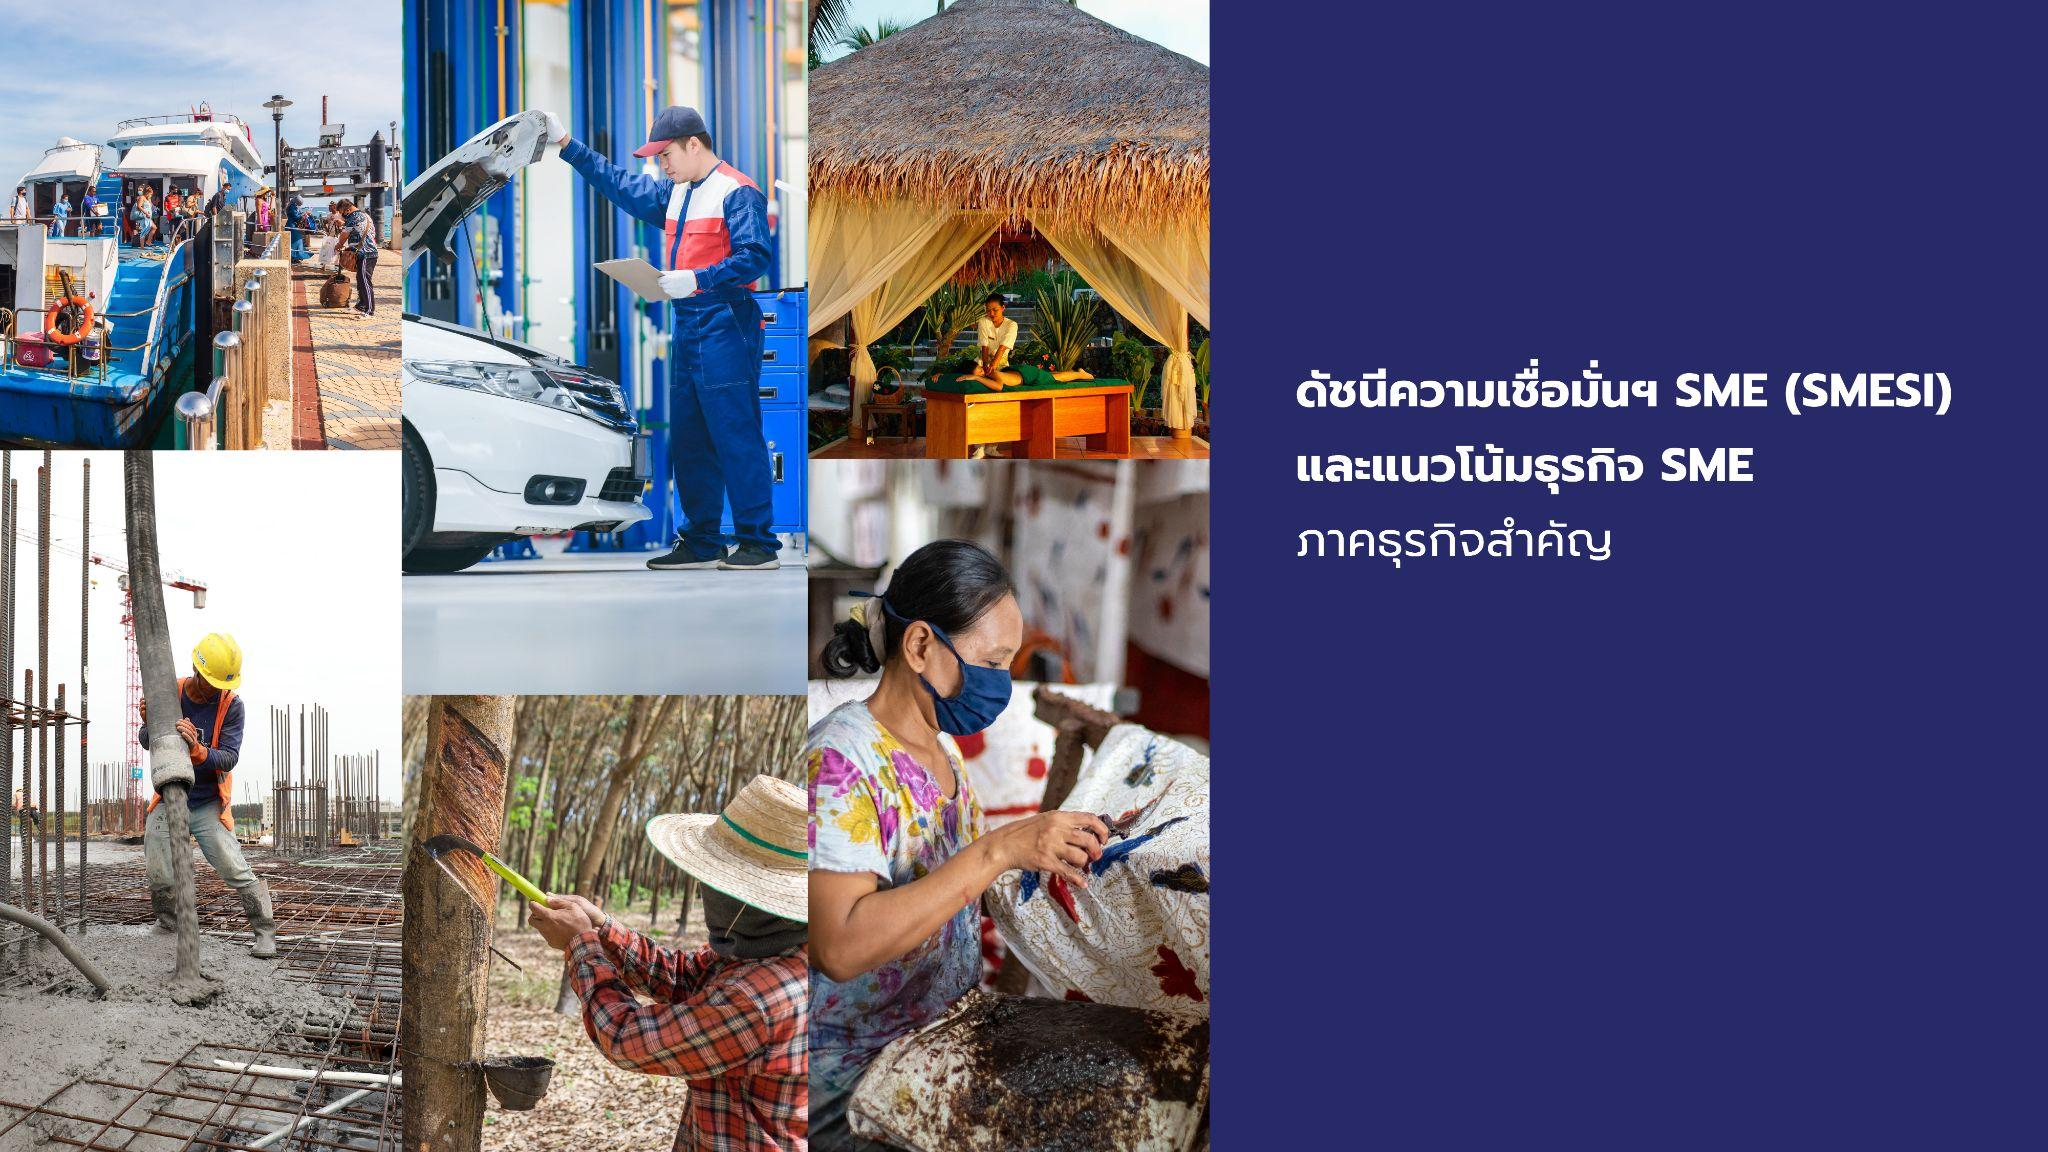 ดัชนีความเชื่อมั่นฯ SME (SMESI)
และแนวโน้มธุรกิจ SME
ภาคธุรกิจสำคัญ